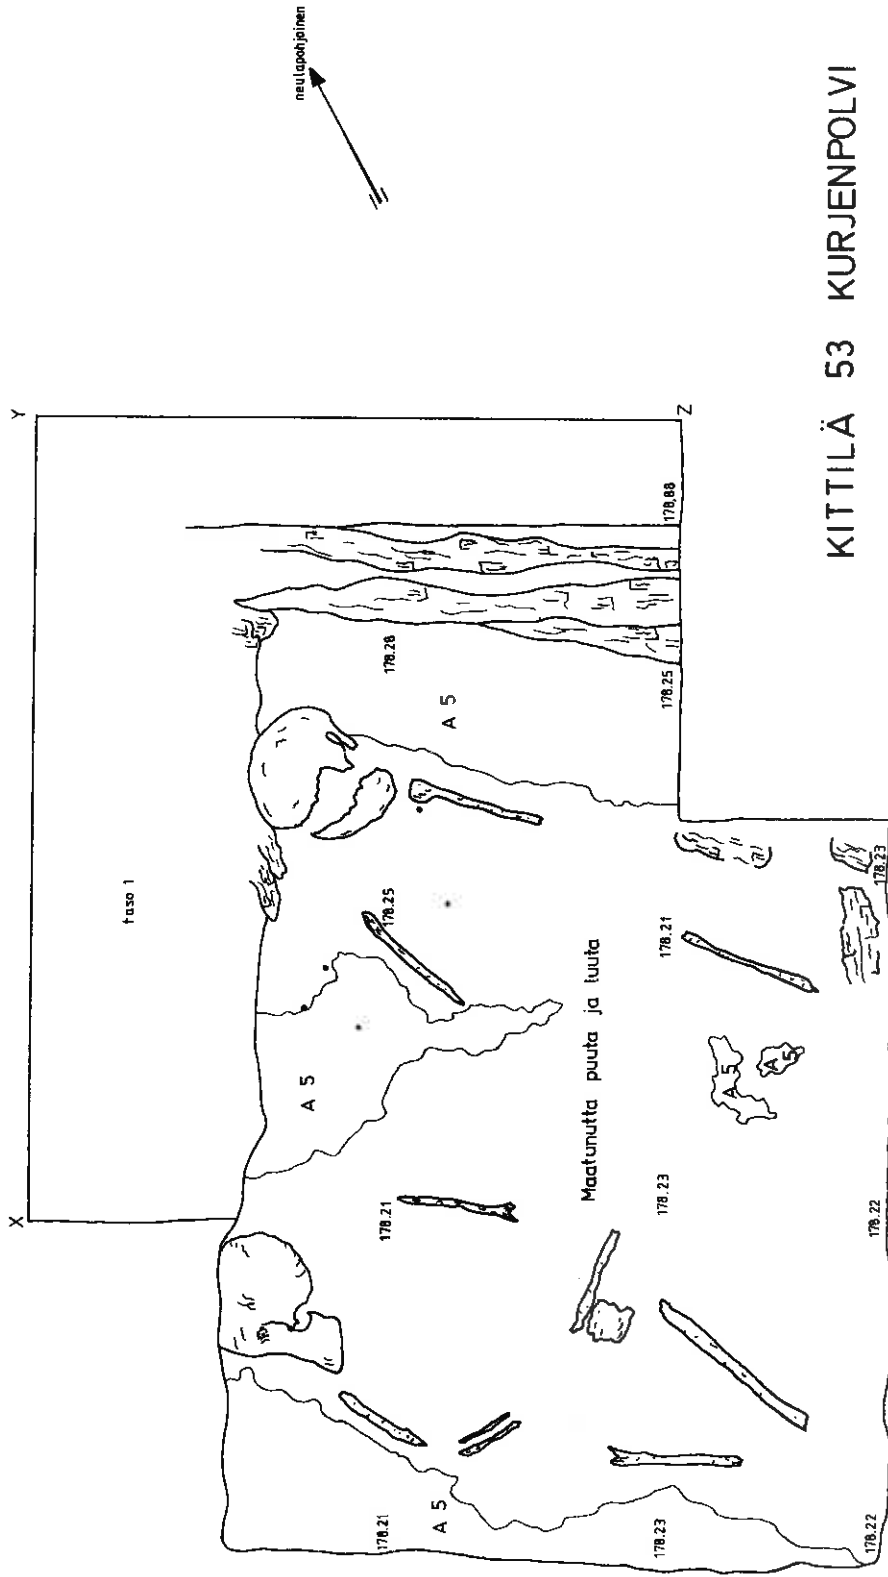 neulapohjoinen
Y
Z
X
taso 1
178.88
178.28
178.25
A 5
178.25
178.21
178.23
A 5
Maatunutta puuta ja luuta
A 5
A 5
178.21
178.23
178.22
178.21
A 5
178.23
178.22
KITTILÄ 53 KURJENPOLVI